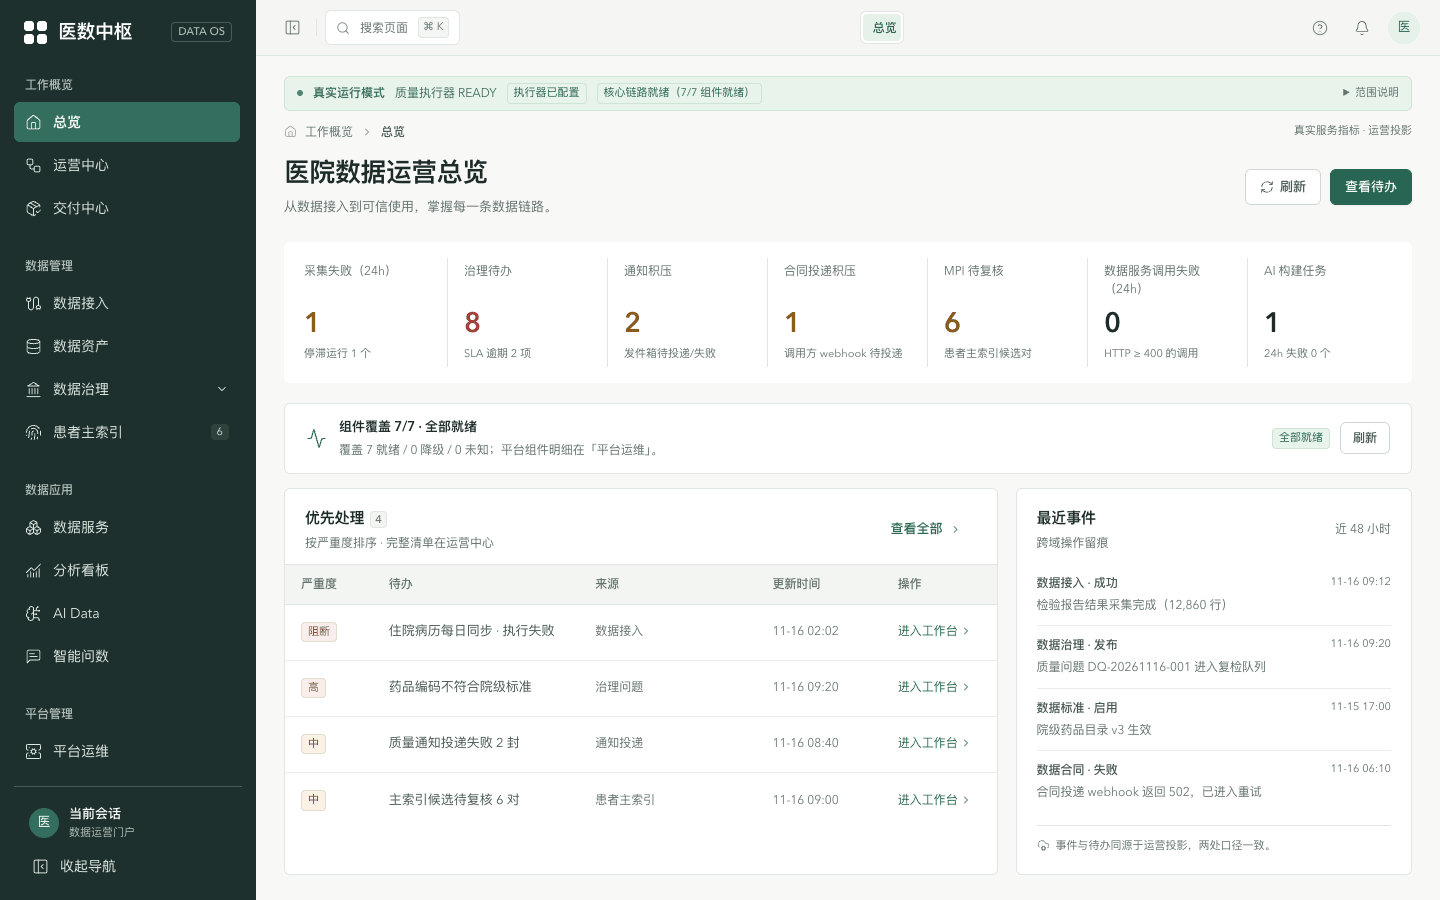 医数中枢
DATA OS
工作概览
总览
运营中心
交付中心
数据管理
数据接入
数据资产
数据治理
患者主索引
6
数据应用
数据服务
分析看板
AI Data
智能问数
平台管理
平台运维
医
当前会话
数据运营门户
收起导航
搜索页面
⌘ K
总览
医
真实运行模式 质量执行器 READY 执行器已配置 核心链路就绪（7/7 组件就绪）
▶ 范围说明
工作概览 > 总览
真实服务指标 · 运营投影
医院数据运营总览
从数据接入到可信使用，掌握每一条数据链路。
刷新
查看待办
采集失败（24h）
1
停滞运行 1 个
治理待办
8
SLA 逾期 2 项
通知积压
2
发件箱待投递/失败
合同投递积压
1
调用方 webhook 待投递
MPI 待复核
6
患者主索引候选对
数据服务调用失败
（24h）
0
HTTP ≥ 400 的调用
AI 构建任务
1
24h 失败 0 个
组件覆盖 7/7 · 全部就绪
覆盖 7 就绪 / 0 降级 / 0 未知；平台组件明细在「平台运维」。
全部就绪
刷新
优先处理 4
按严重度排序 · 完整清单在运营中心
查看全部 >
严重度 待办 来源 更新时间 操作
阻断 住院病历每日同步 · 执行失败 数据接入 11-16 02:02 进入工作台 >
高 药品编码不符合院级标准 治理问题 11-16 09:20 进入工作台 >
中 质量通知投递失败 2 封 通知投递 11-16 08:40 进入工作台 >
中 主索引候选待复核 6 对 患者主索引 11-16 09:00 进入工作台 >
最近事件
跨域操作留痕
近 48 小时
数据接入 · 成功 11-16 09:12
检验报告结果采集完成（12,860 行）
数据治理 · 发布 11-16 09:20
质量问题 DQ-20261116-001 进入复检队列
数据标准 · 启用 11-15 17:00
院级药品目录 v3 生效
数据合同 · 失败 11-16 06:10
合同投递 webhook 返回 502，已进入重试
事件与待办同源于运营投影，两处口径一致。